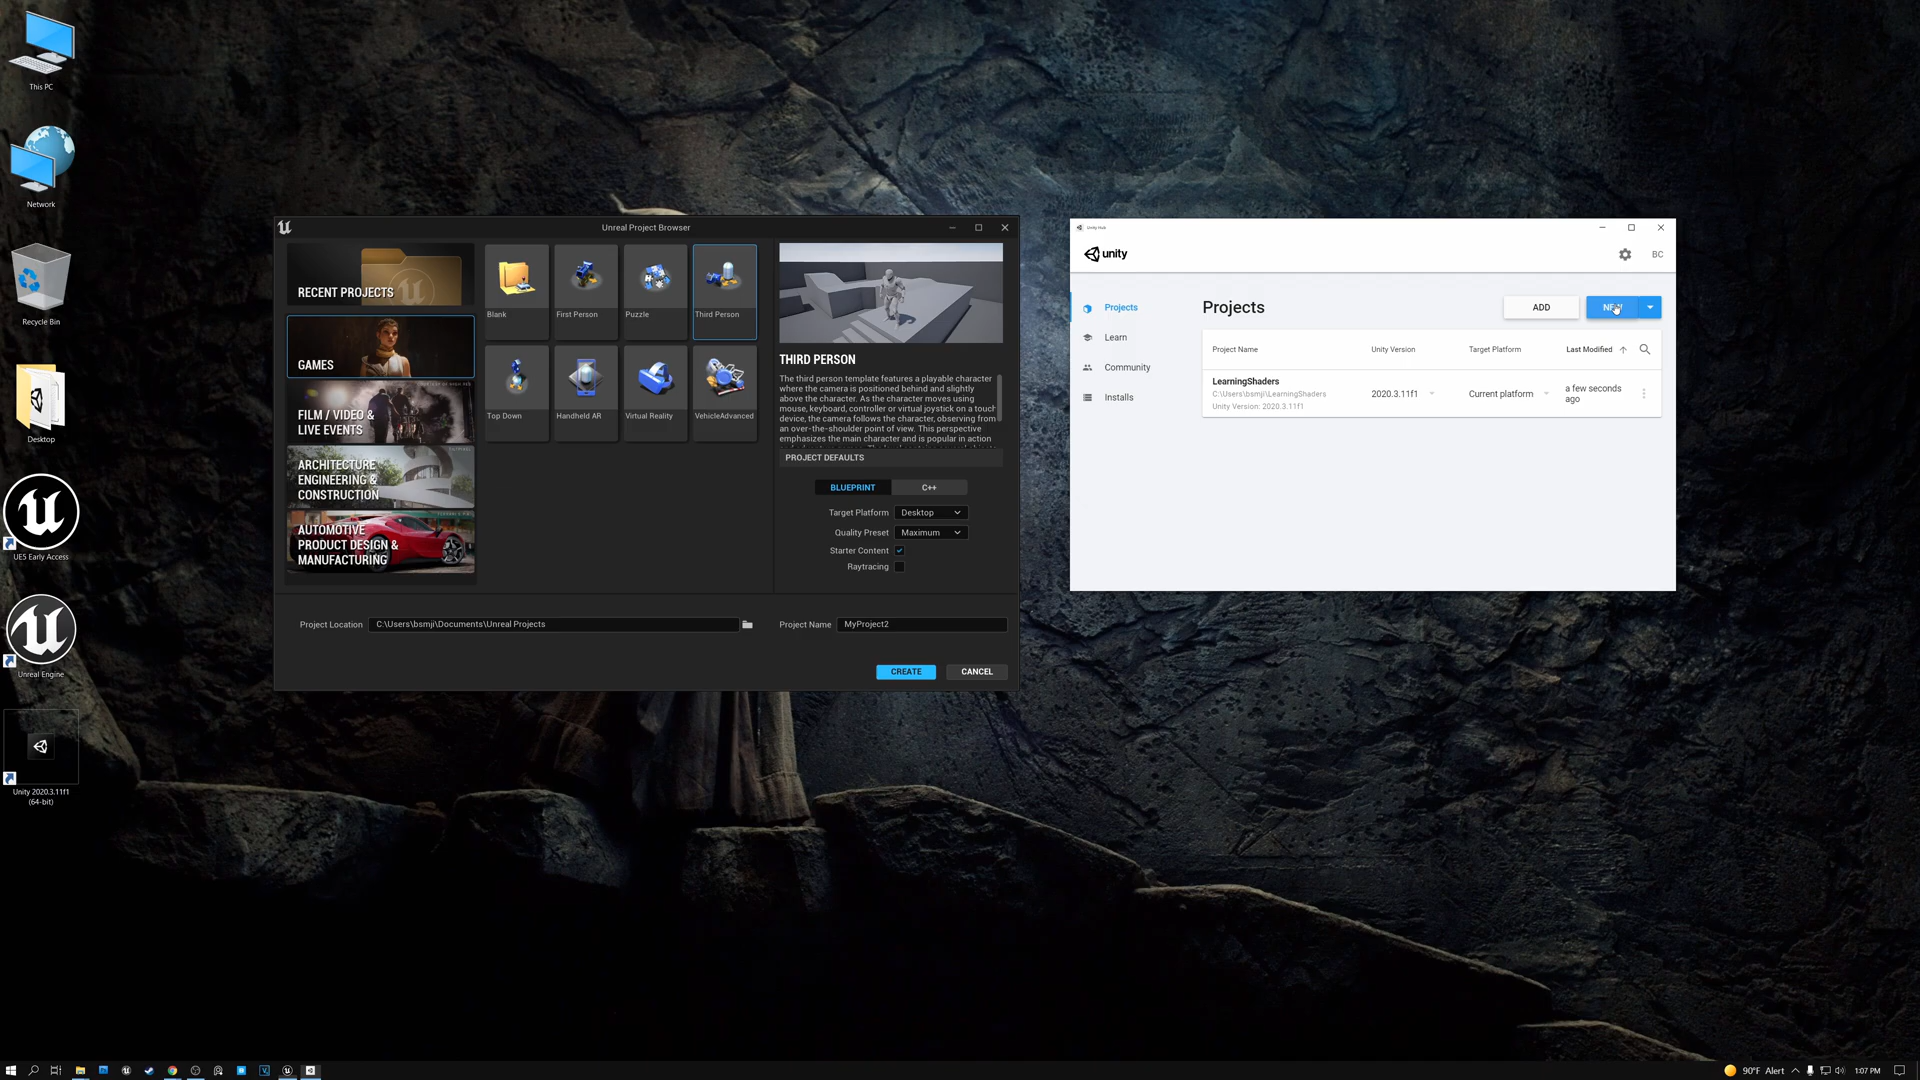 This PC
Network
Recycle Bin
Desktop
UE5 Early Access
Unreal Engine
Unity 2020.3.11f1
(64-bit)
Unreal Project Browser
RECENT PROJECTS
GAMES
FILM / VIDEO &
LIVE EVENTS
ARCHITECTURE
ENGINEERING &
CONSTRUCTION
AUTOMOTIVE
PRODUCT DESIGN &
MANUFACTURING
Blank
First Person
Puzzle
Third Person
Top Down
Handheld AR
Virtual Reality
VehicleAdvanced
THIRD PERSON
The third person template features a playable character
where the camera is positioned behind and slightly
above the character. As the character moves using
mouse, keyboard, controller or virtual joystick on a touch
device, the camera follows the character, observing from
an over-the-shoulder point of view. This perspective
emphasizes the main character and is popular in action
PROJECT DEFAULTS
BLUEPRINT
C++
Target Platform
Desktop
Quality Preset
Maximum
Starter Content
Raytracing
Project Location
C:\Users\bsmji\Documents\Unreal Projects
Project Name
MyProject2
CREATE
CANCEL
Unity Hub
unity
BC
Projects
Learn
Community
Installs
Projects
ADD
NEW
Project Name
Unity Version
Target Platform
Last Modified
LearningShaders
C:\Users\bsmji\LearningShaders
Unity Version: 2020.3.11f1
2020.3.11f1
Current platform
a few seconds
ago
90°F Alert
1:07 PM